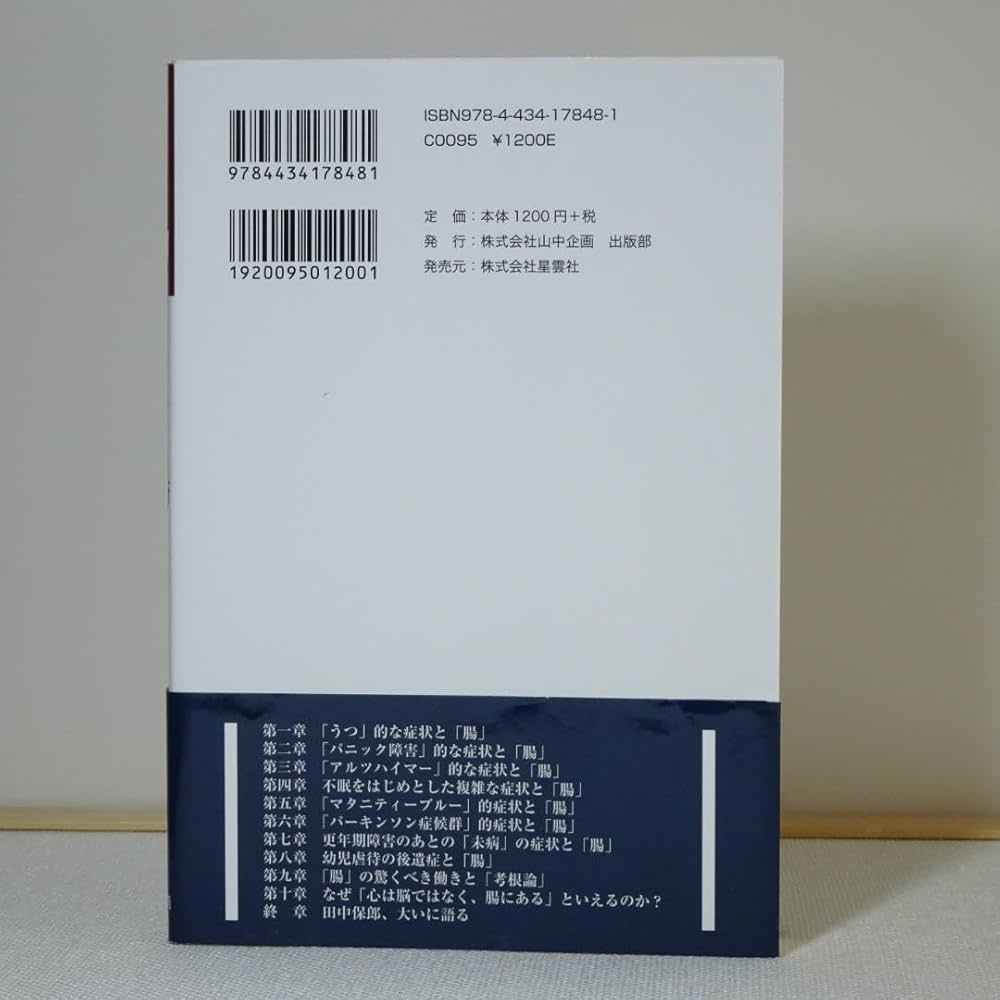 ISBN978-4-434-17848-1
C0095 ¥1200E
9784434178481
定 価：本体1200円＋税
発 行：株式会社山中企画 出版部
発売元：株式会社星雲社
1920095012001
第一章 「うつ」的な症状と「腸」
第二章 「パニック障害」的な症状と「腸」
第三章 「アルツハイマー」的な症状と「腸」
第四章 不眠をはじめとした複雑な症状と「腸」
第五章 「マタニティーブルー」的症状と「腸」
第六章 「パーキンソン症候群」的症状と「腸」
第七章 更年期障害のあとの「未病」の症状と「腸」
第八章 幼児虐待の後遺症と「腸」
第九章 「腸」の驚くべき働きと「考根論」
第十章 なぜ「心は脳ではなく、腸にある」といえるのか？
終 章 田中保郎、大いに語る